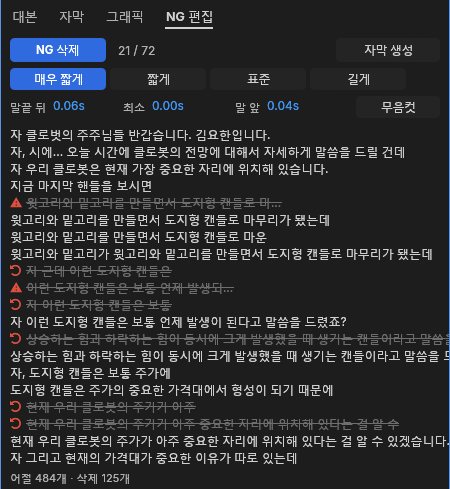 대본 자막 그래픽 NG 편집
NG 삭제 21 / 72 자막 생성
매우 짧게 짧게 표준 길게
말끝 뒤 0.06s 최소 0.00s 말 앞 0.04s 무음컷
자 클로벗의 주주님들 반갑습니다. 김요한입니다.
자, 시에... 오늘 시간에 클로봇의 전망에 대해서 자세하게 말씀을 드릴 건데
자 우리 클로봇은 현재 가장 중요한 자리에 위치해 있습니다.
지금 마지막 핸들을 보시면
윗고리와 밑고리를 만들면서 도지형 캔들로 마...
윗고리와 밑고리를 만들면서 도지형 캔들로 마무리가 됐는데
윗고리와 밑고리를 만들면서 도지형 캔들로 마운
윗고리와 밑고리가 윗고리와 밑고리를 만들면서 도지형 캔들로 마무리가 됐는데
자 근데 이런 도지형 캔들은
이런 도지형 캔들은 보통 언제 발생되...
자 이런 도지형 캔들은 보통
자 이런 도지형 캔들은 보통 언제 발생이 된다고 말씀을 드렸죠?
상승하는 힘과 하락하는 힘이 동시에 크게 발생했을 때 생기는 캔들이라고 말씀을
상승하는 힘과 하락하는 힘이 동시에 크게 발생했을 때 생기는 캔들이라고 말씀을
자, 도지형 캔들은 보통 주가에
도지형 캔들은 주가의 중요한 가격대에서 형성이 되기 때문에
현재 우리 클로봇의 주가가 아주
현재 우리 클로봇의 주가가 아주 중요한 자리에 위치해 있다는 걸 알 수
현재 우리 클로봇의 주가가 아주 중요한 자리에 위치해 있다는 걸 알 수 있겠습니다.
자 그리고 현재의 가격대가 중요한 이유가 따로 있는데
어절 484개 · 삭제 125개